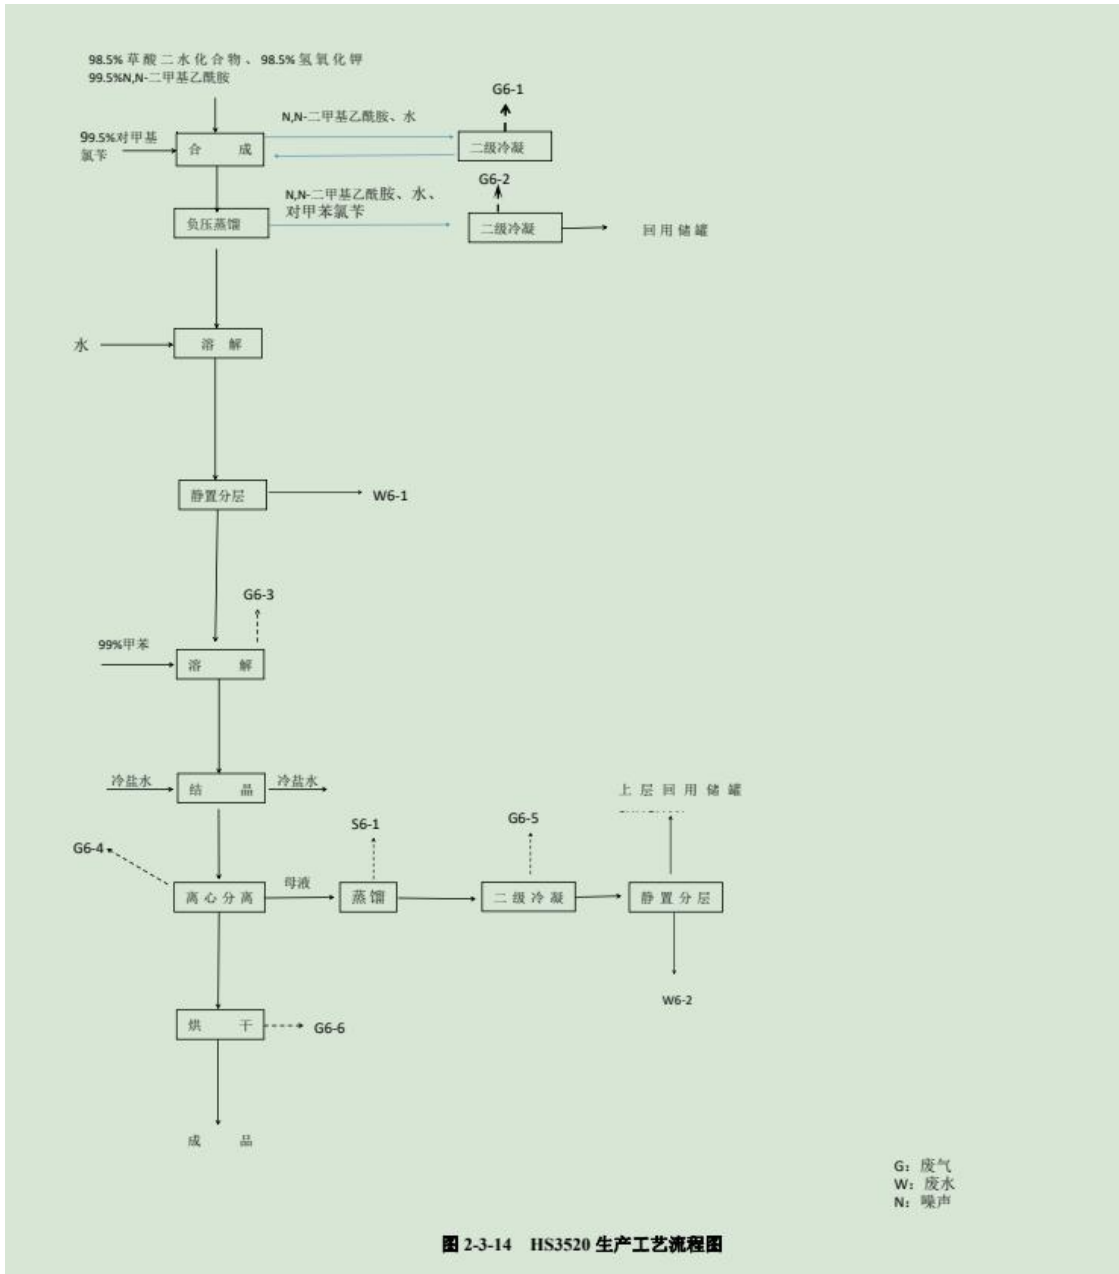 98.5%草酸二水化合物、98.5%氢氧化钾
99.5%N,N-二甲基乙酰胺
G6-1
N,N-二甲基乙酰胺、水
99.5%对甲基
氯苄
合 成
二级冷凝
G6-2
N,N-二甲基乙酰胺、水、
对甲苯氯苄
负压蒸馏
二级冷凝
回用储罐
水
溶 解
静置分层
W6-1
G6-3
99%甲苯
溶 解
冷盐水
结 晶
冷盐水
上层回用储罐
S6-1
G6-5
G6-4
母液
离心分离
蒸馏
二级冷凝
静置分层
W6-2
烘 干
G6-6
成 品
G：废气
W：废水
N：噪声
图 2-3-14 HS3520 生产工艺流程图